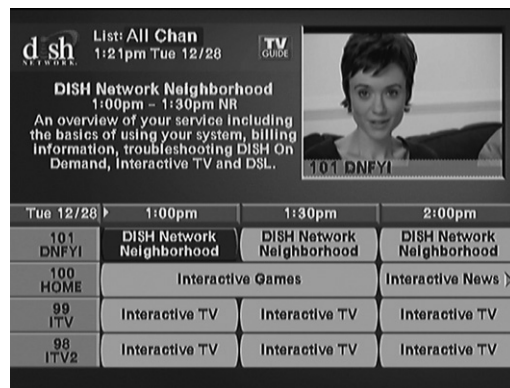 dish
NETWORK
List: All Chan
1:21pm Tue 12/28
TV
GUIDE
DISH Network Neighborhood
1:00pm – 1:30pm NR
An overview of your service including
the basics of using your system, billing
Information, troubleshooting DISH On
Demand, Interactive TV and DSL.
101 DNFYI
Tue 12/28 1:00pm 1:30pm 2:00pm
101
DNFYI
DISH Network
Neighborhood
DISH Network
Neighborhood
DISH Network
Neighborhood
100
HOME
Interactive Games
Interactive News
99
ITV
Interactive TV
Interactive TV
Interactive TV
98
ITV2
Interactive TV
Interactive TV
Interactive TV